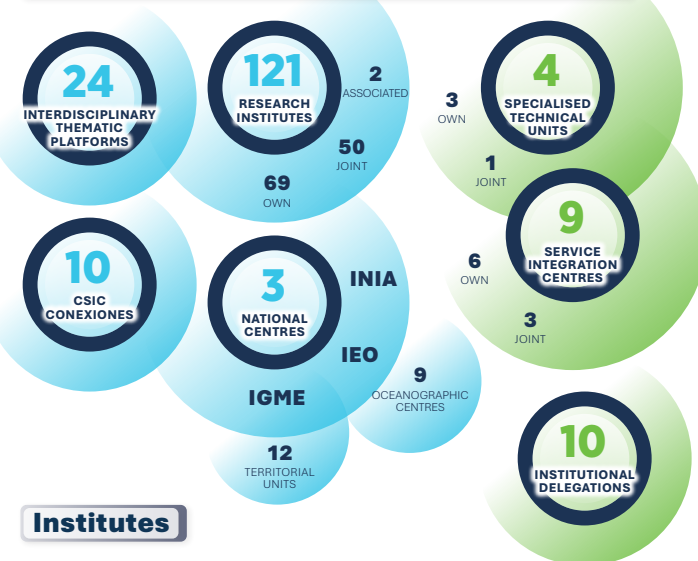 24
INTERDISCIPLINARY
THEMATIC
PLATFORMS
121
RESEARCH
INSTITUTES
2
ASSOCIATED
50
JOINT
69
OWN
4
SPECIALISED
TECHNICAL
UNITS
3
OWN
1
JOINT
10
CSIC
CONEXIONES
3
NATIONAL
CENTRES
INIA
IEO
IGME
9
OCEANOGRAPHIC
CENTRES
12
TERRITORIAL
UNITS
9
SERVICE
INTEGRATION
CENTRES
6
OWN
3
JOINT
10
INSTITUTIONAL
DELEGATIONS
Institutes